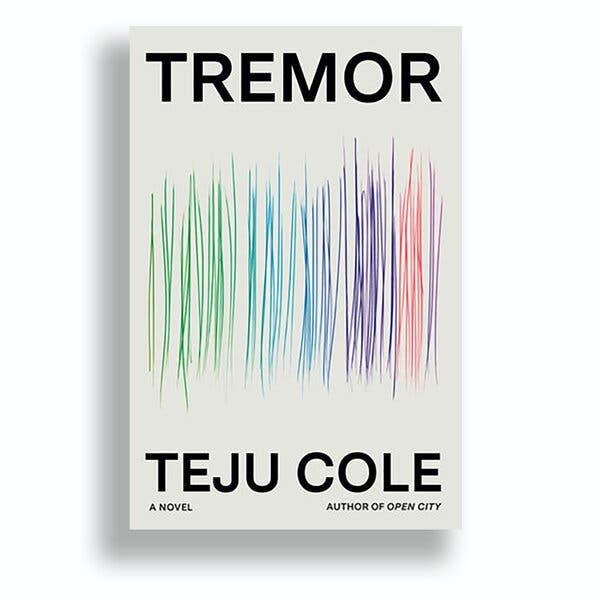 TREMOR
TEJU COLE
A NOVEL
AUTHOR OF OPEN CITY